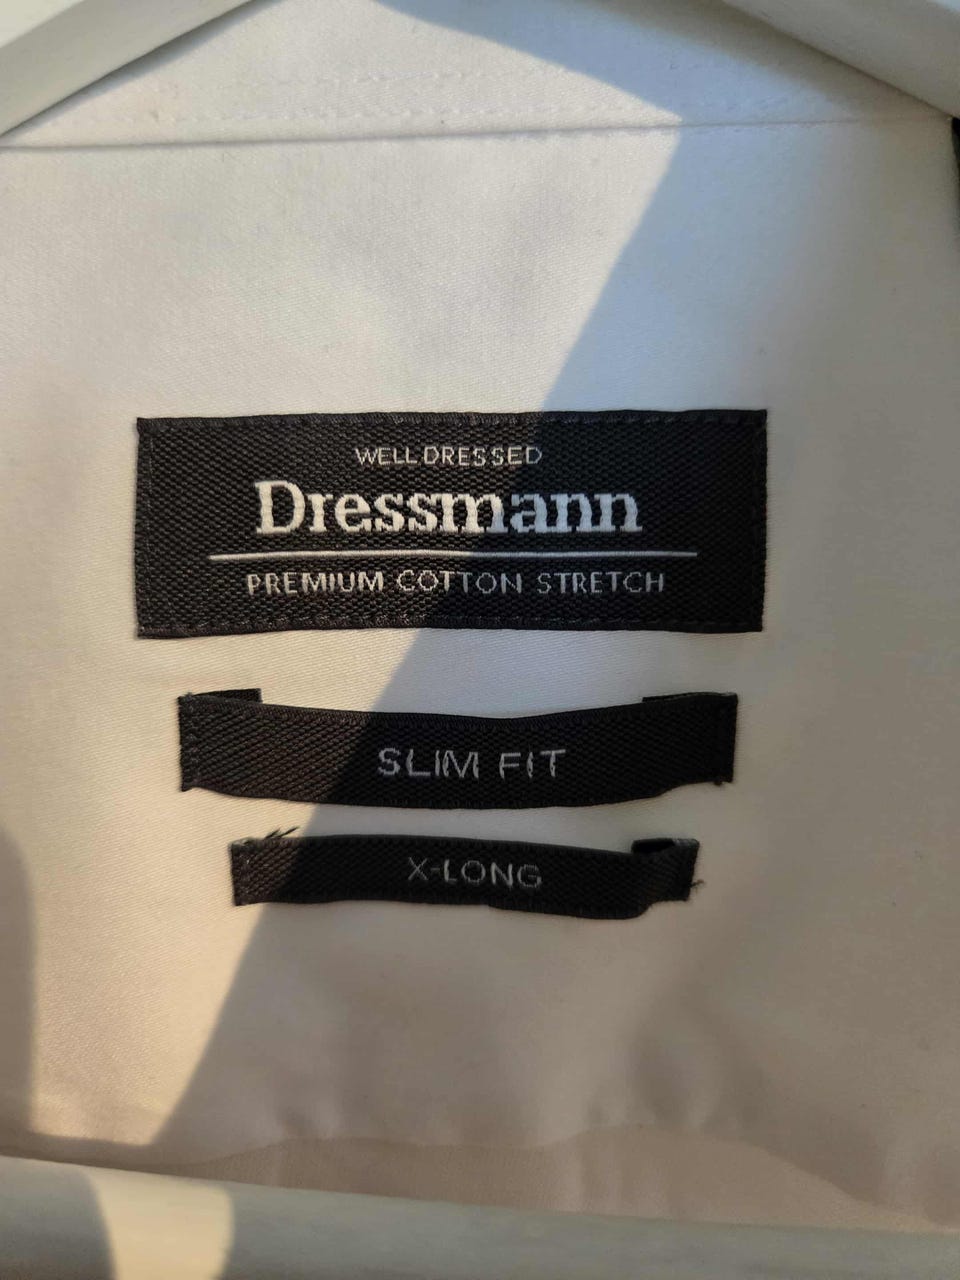 WELL DRESSED
Dressmann
PREMIUM COTTON STRETCH
SLIM FIT
X-LONG